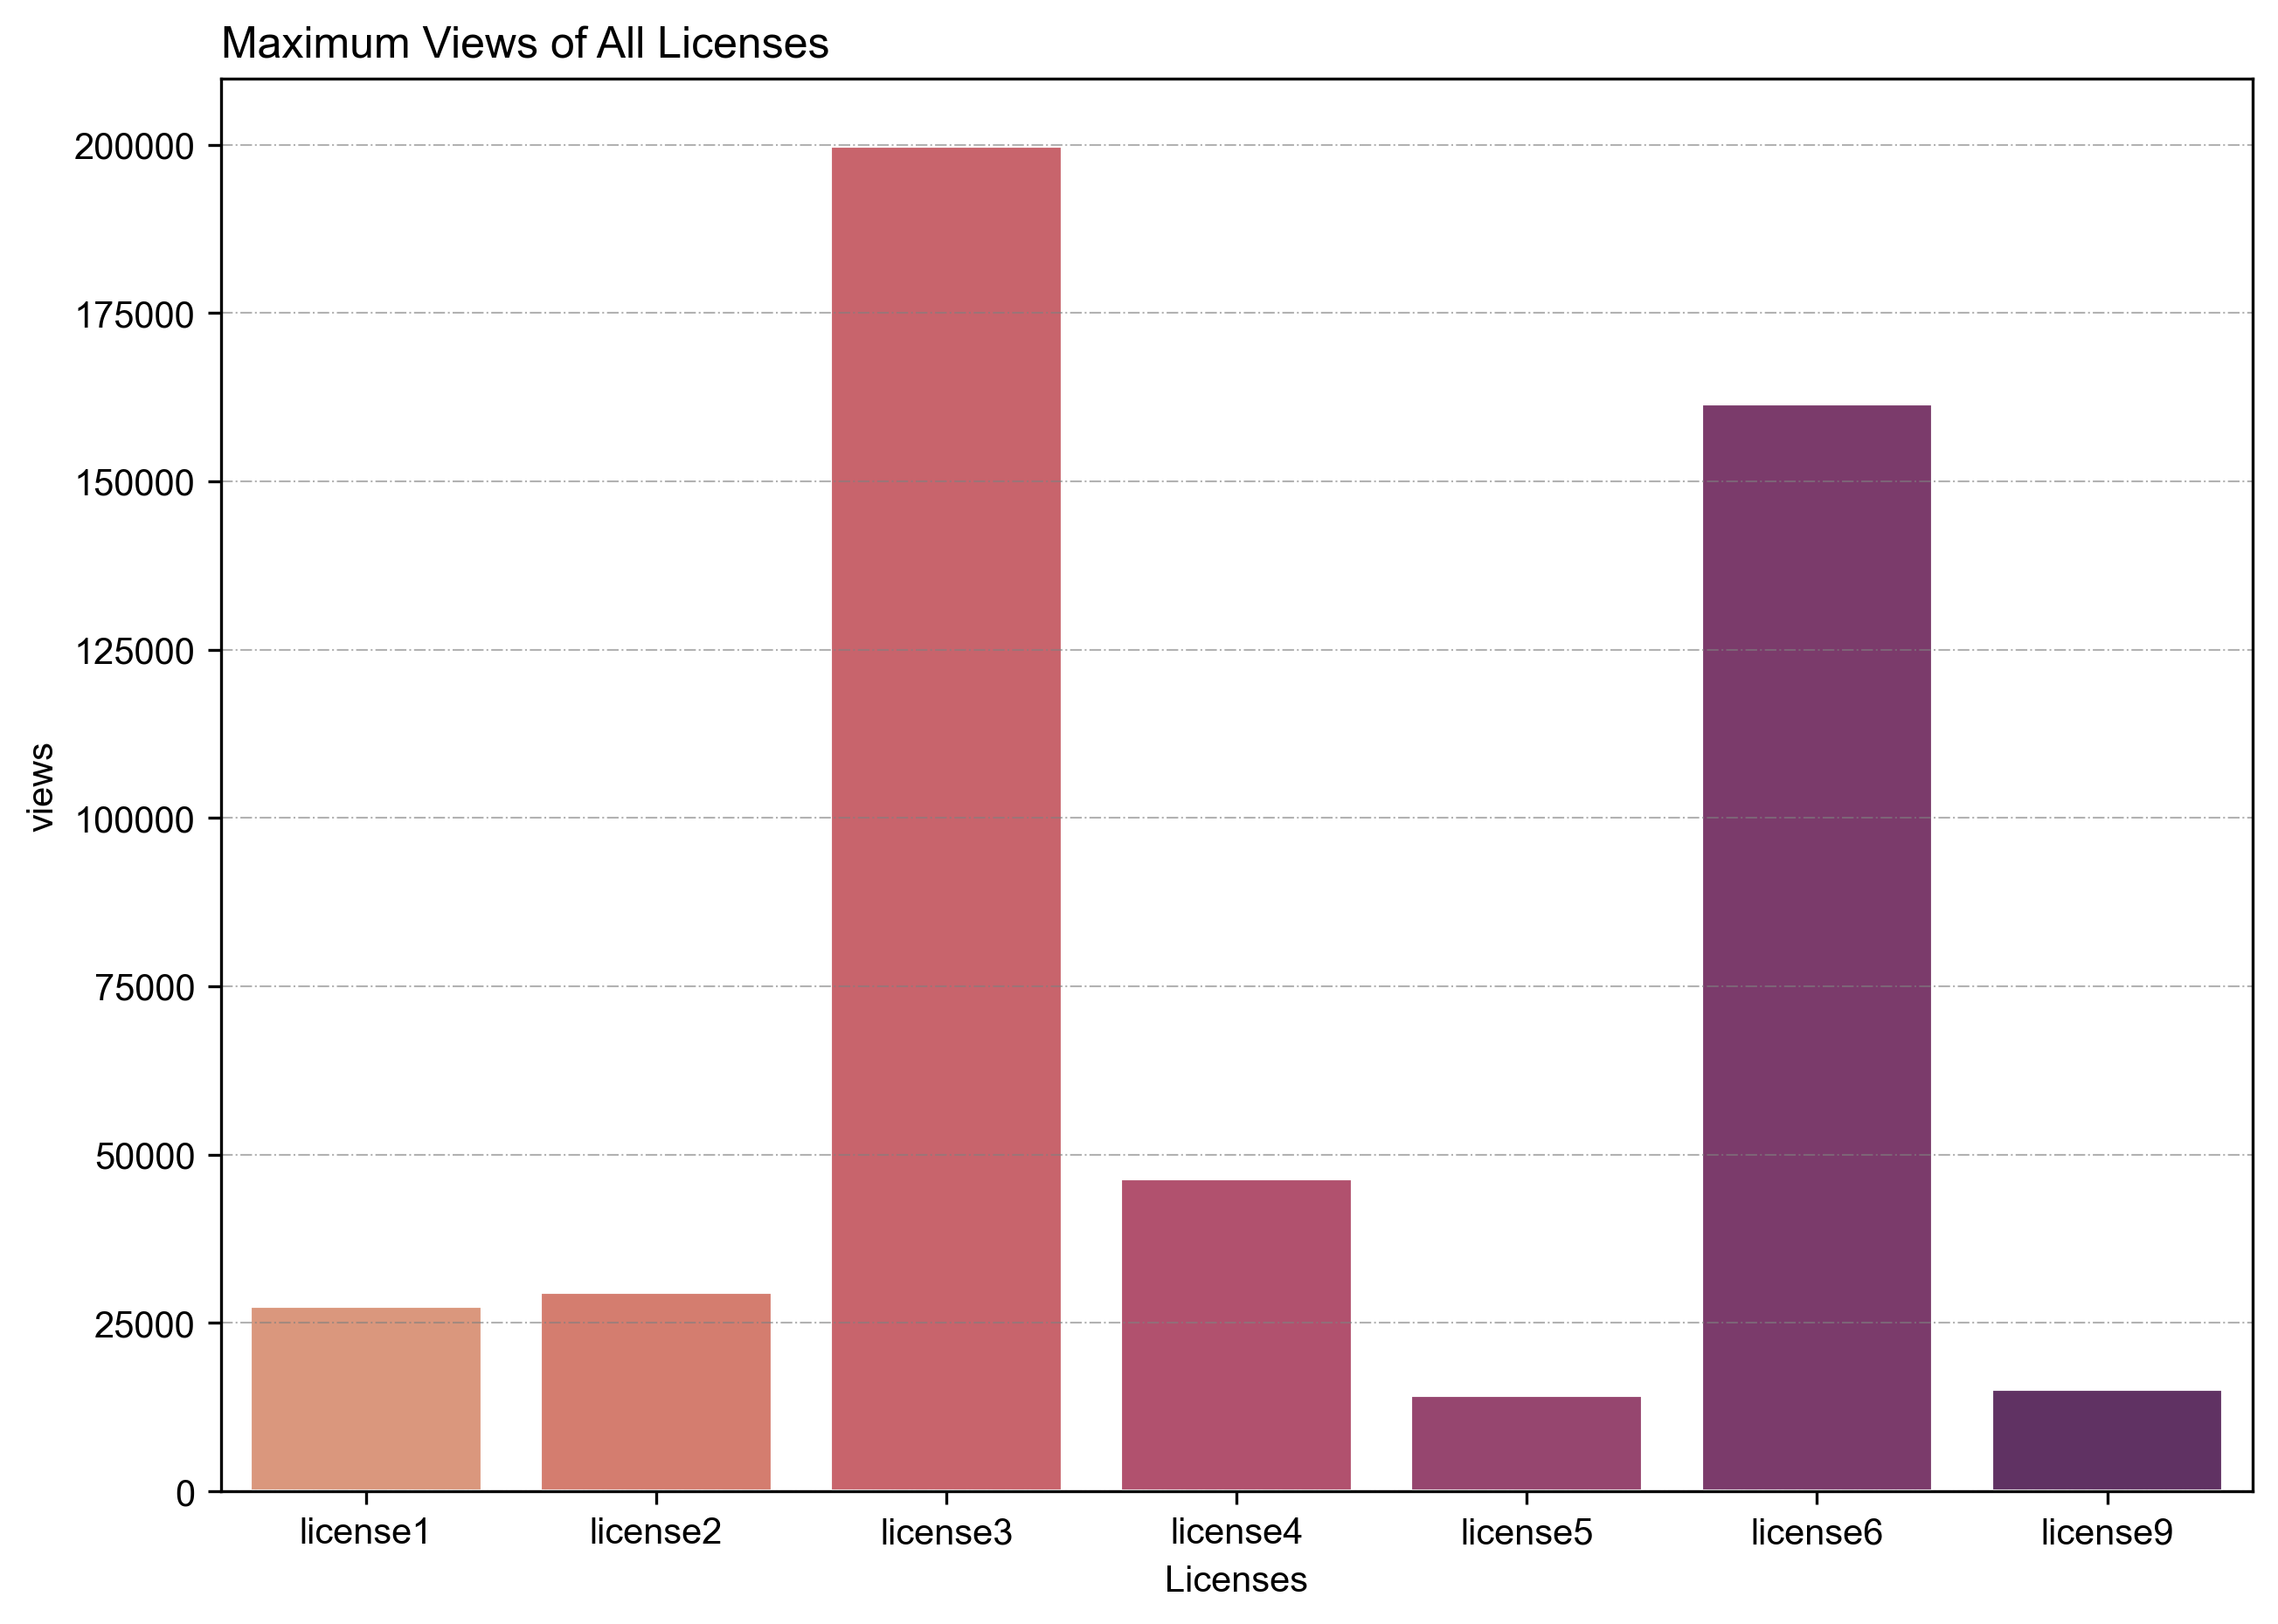 Maximum Views of All Licenses
200000
175000
150000
125000
100000
75000
50000
25000
0
views
license1 license2 license3 license4 license5 license6 license9
Licenses